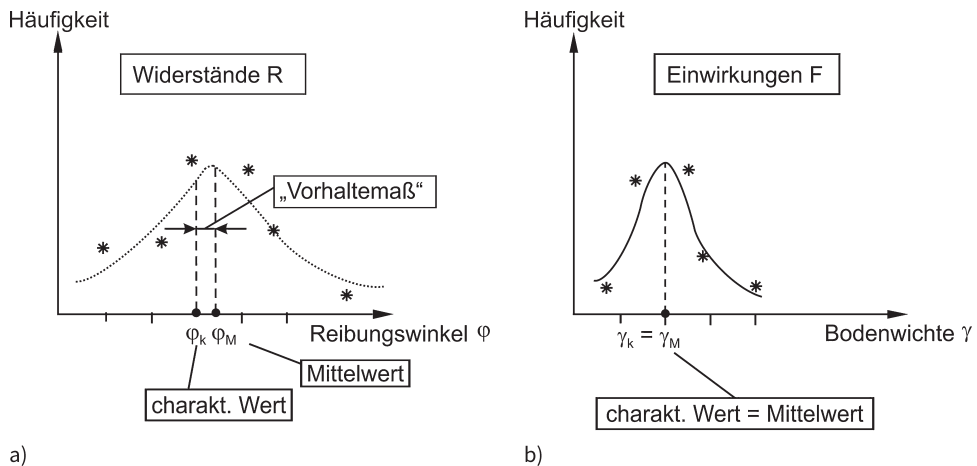 Häufigkeit
Widerstände R
„Vorhaltemaß“
φk φM
Reibungswinkel φ
Mittelwert
charakt. Wert
a)
Häufigkeit
Einwirkungen F
γk = γM
Bodenwichte γ
charakt. Wert = Mittelwert
b)